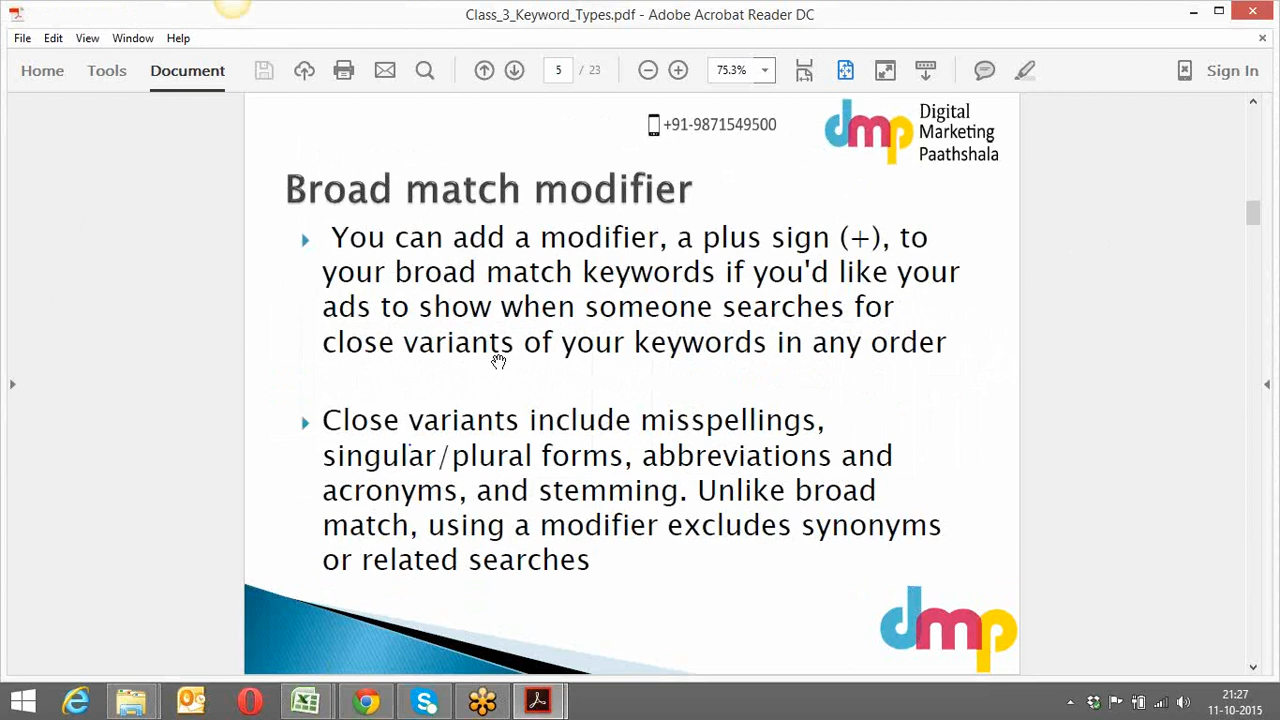 Class_3_Keyword_Types.pdf - Adobe Acrobat Reader DC
File Edit View Window Help
Home Tools Document 5 / 23 75.3% Sign In
+91-9871549500
dmp Digital
Marketing
Paathshala
Broad match modifier
You can add a modifier, a plus sign (+), to
your broad match keywords if you'd like your
ads to show when someone searches for
close variants of your keywords in any order
Close variants include misspellings,
singular/plural forms, abbreviations and
acronyms, and stemming. Unlike broad
match, using a modifier excludes synonyms
or related searches
dmp
21:27
11-10-2015